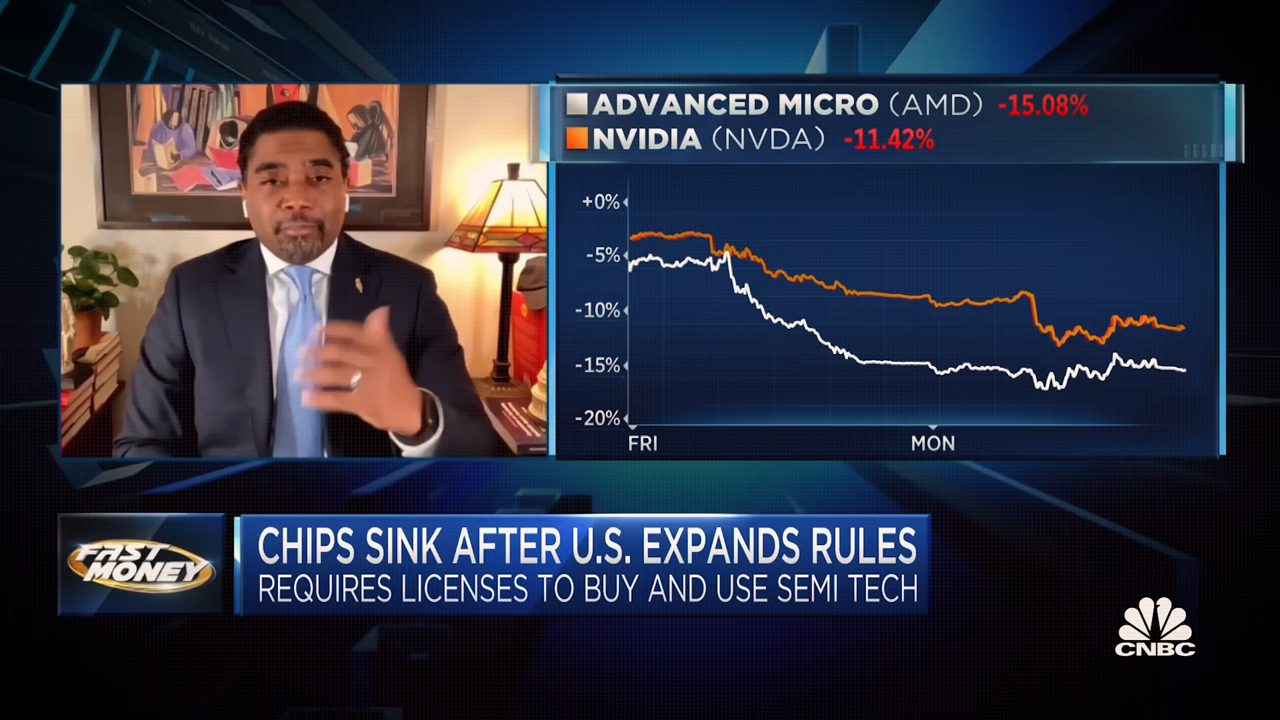 ADVANCED MICRO (AMD) -15.08%
NVIDIA (NVDA) -11.42%
+0%
-5%
-10%
-15%
-20%
FRI MON
FAST
MONEY
CHIPS SINK AFTER U.S. EXPANDS RULES
REQUIRES LICENSES TO BUY AND USE SEMI TECH
CNBC